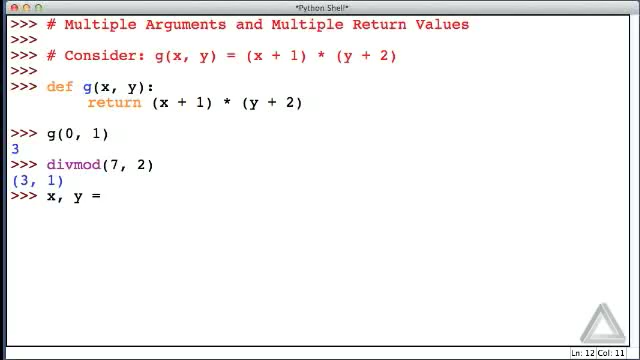 *Python Shell*
>>> # Multiple Arguments and Multiple Return Values
>>>
>>> # Consider: g(x, y) = (x + 1) * (y + 2)
>>>
>>> def g(x, y):
return (x + 1) * (y + 2)
>>> g(0, 1)
3
>>> divmod(7, 2)
(3, 1)
>>> x, y =
Ln: 12 Col: 11